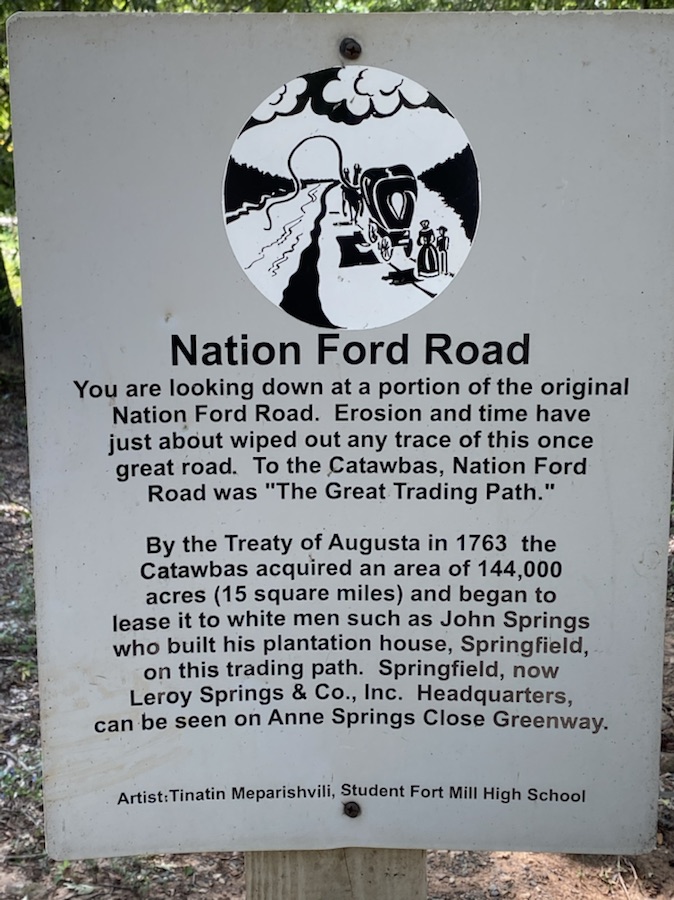 Nation Ford Road
You are looking down at a portion of the original
Nation Ford Road.  Erosion and time have
just about wiped out any trace of this once
great road.  To the Catawbas, Nation Ford
Road was "The Great Trading Path."
By the Treaty of Augusta in 1763  the
Catawbas acquired an area of 144,000
acres (15 square miles) and began to
lease it to white men such as John Springs
who built his plantation house, Springfield,
on this trading path.  Springfield, now
Leroy Springs & Co., Inc.  Headquarters,
can be seen on Anne Springs Close Greenway.
Artist:Tinatin Meparishvili, Student Fort Mill High School